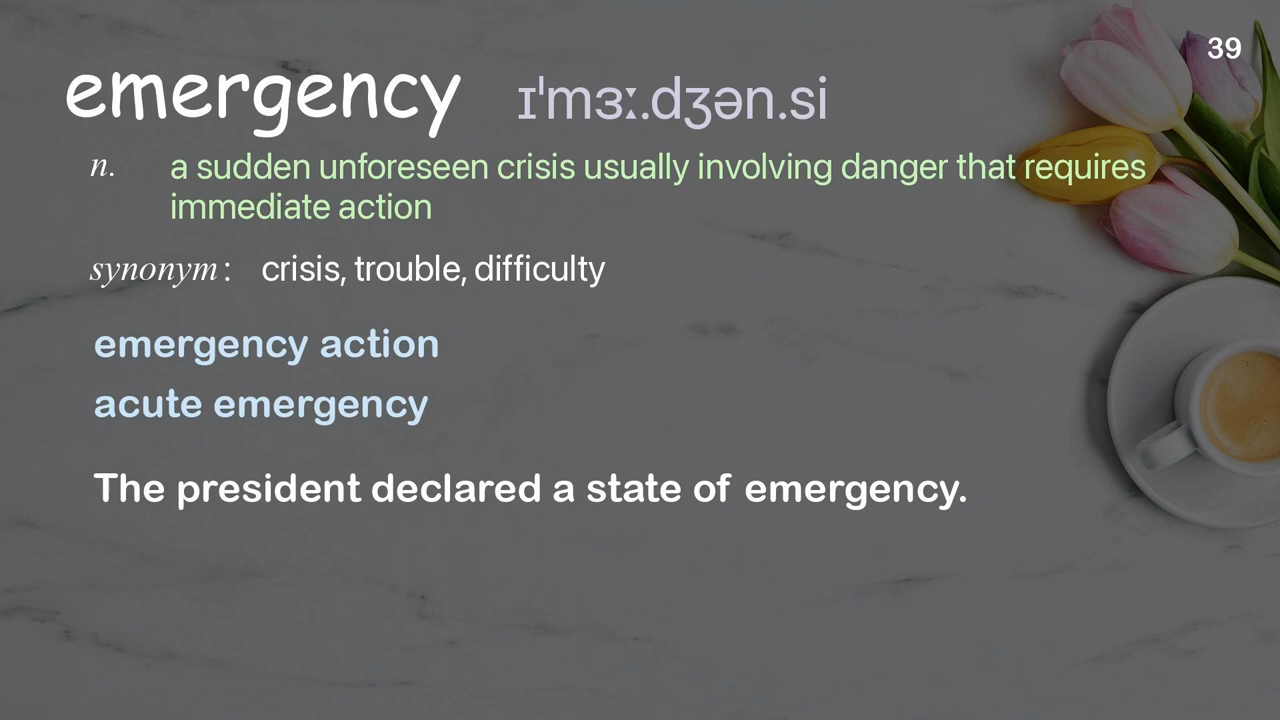 39
emergency ɪˈmɜː.dʒən.si
n. a sudden unforeseen crisis usually involving danger that requires
immediate action
synonym: crisis, trouble, difficulty
emergency action
acute emergency
The president declared a state of emergency.